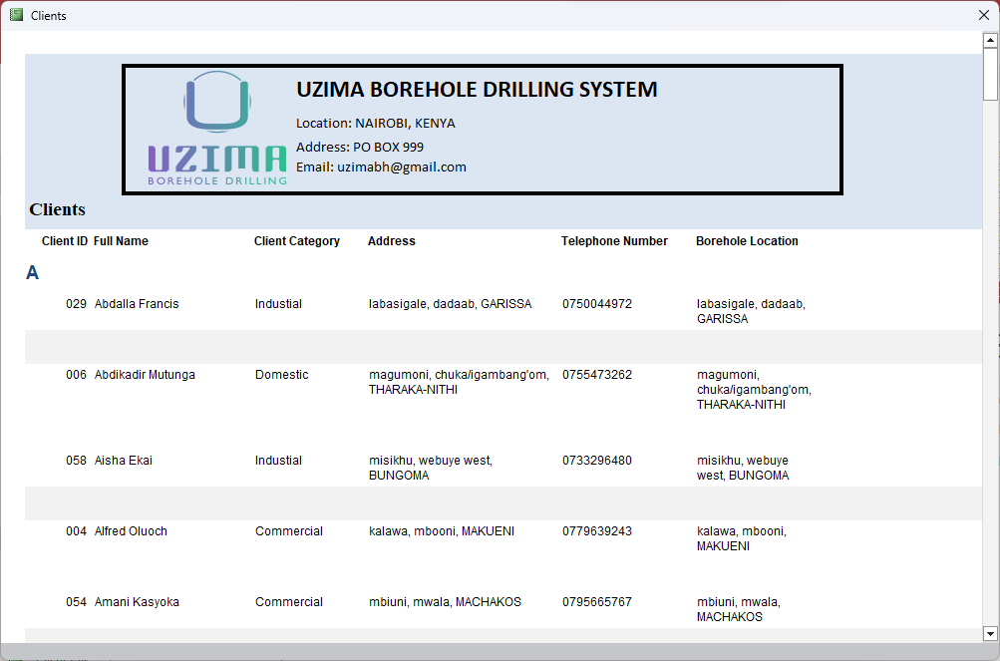 Clients
UZIMA BOREHOLE DRILLING SYSTEM
Location: NAIROBI, KENYA
Address: PO BOX 999
Email: uzimabh@gmail.com
UZIMA
BOREHOLE DRILLING
Clients
Client ID Full Name Client Category Address Telephone Number Borehole Location
A
029 Abdalla Francis Industial labasigale, dadaab, GARISSA 0750044972 labasigale, dadaab,
GARISSA
006 Abdikadir Mutunga Domestic magumoni, chuka/igambang'om, 0755473262 magumoni,
THARAKA-NITHI chuka/igambang'om,
THARAKA-NITHI
058 Aisha Ekai Industial misikhu, webuye west, 0733296480 misikhu, webuye
BUNGOMA west, BUNGOMA
004 Alfred Oluoch Commercial kalawa, mbooni, MAKUENI 0779639243 kalawa, mbooni,
MAKUENI
054 Amani Kasyoka Commercial mbiuni, mwala, MACHAKOS 0795665767 mbiuni, mwala,
MACHAKOS